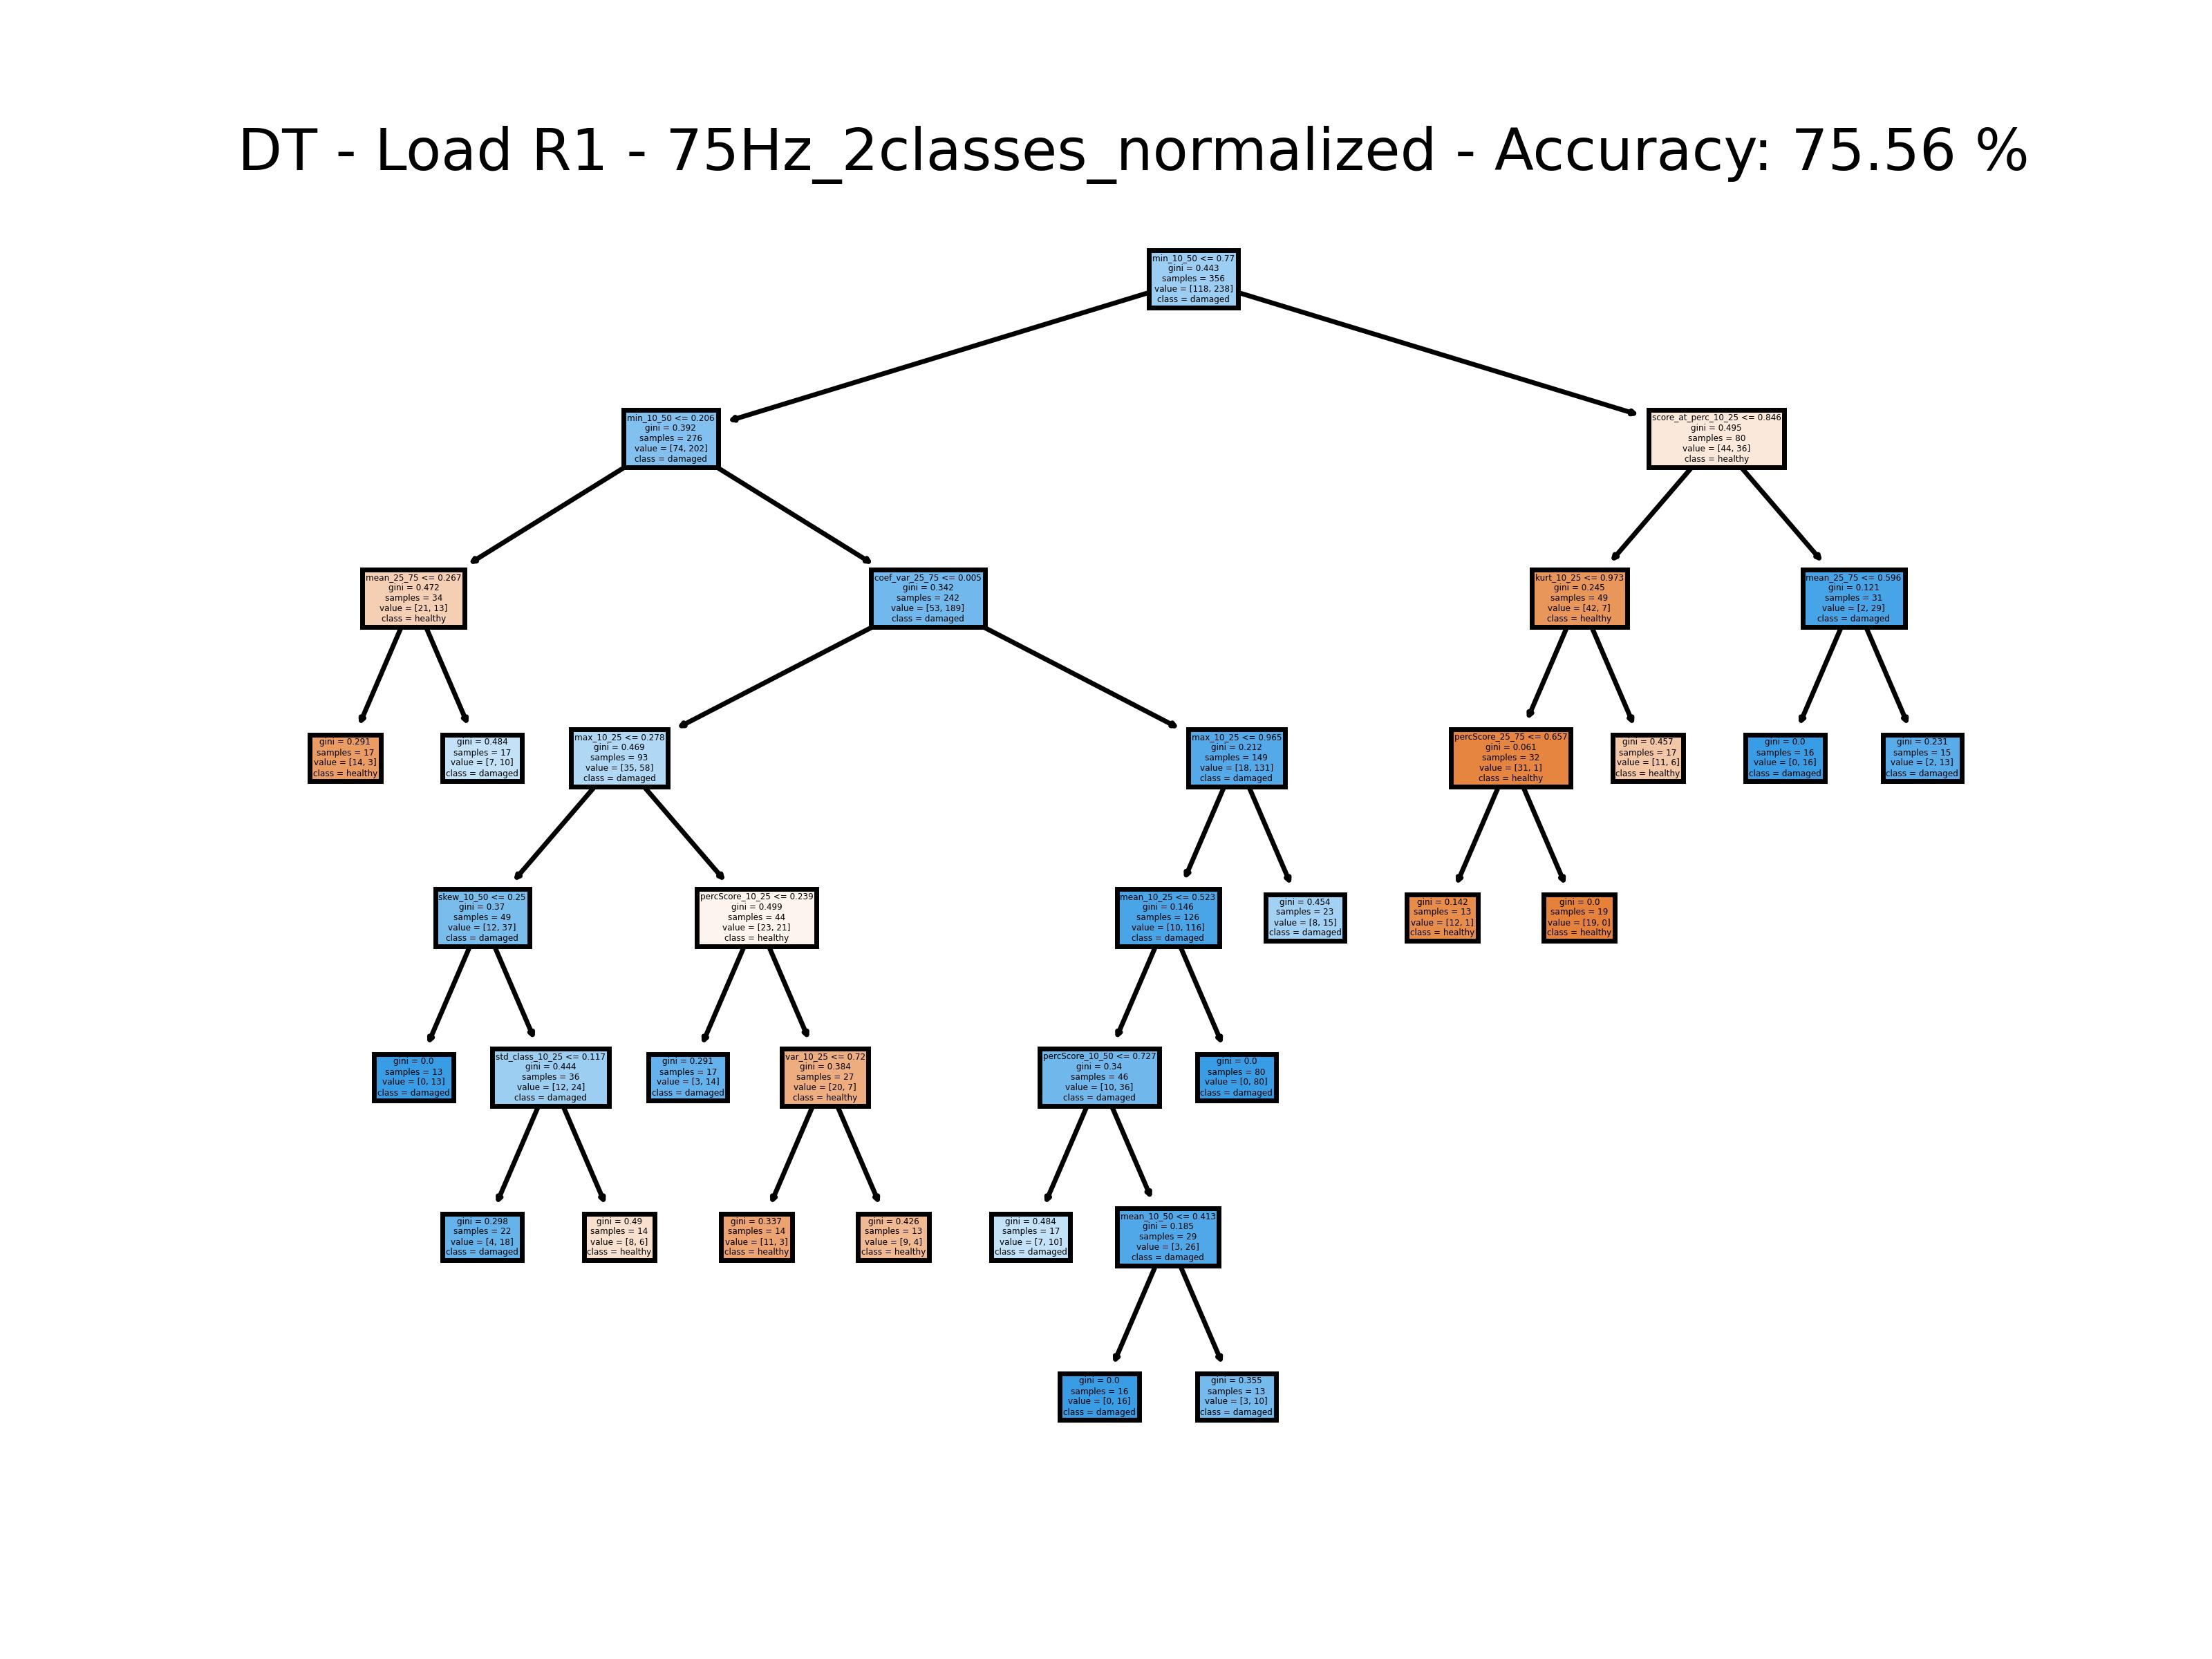 DT - Load R1 - 75Hz_2classes_normalized - Accuracy: 75.56 %
min_10_50 <= 0.77
gini = 0.443
samples = 356
value = [118, 238]
class = damaged
min_10_50 <= 0.206
gini = 0.392
samples = 276
value = [74, 202]
class = damaged
score_at_perc_10_25 <= 0.846
gini = 0.495
samples = 80
value = [44, 36]
class = healthy
mean_25_75 <= 0.267
gini = 0.472
samples = 34
value = [21, 13]
class = healthy
coef_var_25_75 <= 0.005
gini = 0.342
samples = 242
value = [53, 189]
class = damaged
kurt_10_25 <= 0.973
gini = 0.245
samples = 49
value = [42, 7]
class = healthy
mean_25_75 <= 0.596
gini = 0.121
samples = 31
value = [2, 29]
class = damaged
gini = 0.291
samples = 17
value = [14, 3]
class = healthy
gini = 0.484
samples = 17
value = [7, 10]
class = damaged
max_10_25 <= 0.278
gini = 0.469
samples = 93
value = [35, 58]
class = damaged
max_10_25 <= 0.965
gini = 0.212
samples = 149
value = [18, 131]
class = damaged
percScore_25_75 <= 0.657
gini = 0.061
samples = 32
value = [31, 1]
class = healthy
gini = 0.457
samples = 17
value = [11, 6]
class = healthy
gini = 0.0
samples = 16
value = [0, 16]
class = damaged
gini = 0.231
samples = 15
value = [2, 13]
class = damaged
skew_10_50 <= 0.25
gini = 0.37
samples = 49
value = [12, 37]
class = damaged
percScore_10_25 <= 0.239
gini = 0.499
samples = 44
value = [23, 21]
class = healthy
mean_10_25 <= 0.523
gini = 0.146
samples = 126
value = [10, 116]
class = damaged
gini = 0.454
samples = 23
value = [8, 15]
class = damaged
gini = 0.142
samples = 13
value = [12, 1]
class = healthy
gini = 0.0
samples = 19
value = [19, 0]
class = healthy
gini = 0.0
samples = 13
value = [0, 13]
class = damaged
std_class_10_25 <= 0.117
gini = 0.444
samples = 36
value = [12, 24]
class = damaged
gini = 0.291
samples = 17
value = [3, 14]
class = damaged
var_10_25 <= 0.72
gini = 0.384
samples = 27
value = [20, 7]
class = healthy
percScore_10_50 <= 0.727
gini = 0.34
samples = 46
value = [10, 36]
class = damaged
gini = 0.0
samples = 80
value = [0, 80]
class = damaged
gini = 0.298
samples = 22
value = [4, 18]
class = damaged
gini = 0.49
samples = 14
value = [8, 6]
class = healthy
gini = 0.337
samples = 14
value = [11, 3]
class = healthy
gini = 0.426
samples = 13
value = [9, 4]
class = healthy
gini = 0.484
samples = 17
value = [7, 10]
class = damaged
mean_10_50 <= 0.413
gini = 0.185
samples = 29
value = [3, 26]
class = damaged
gini = 0.0
samples = 16
value = [0, 16]
class = damaged
gini = 0.355
samples = 13
value = [3, 10]
class = damaged